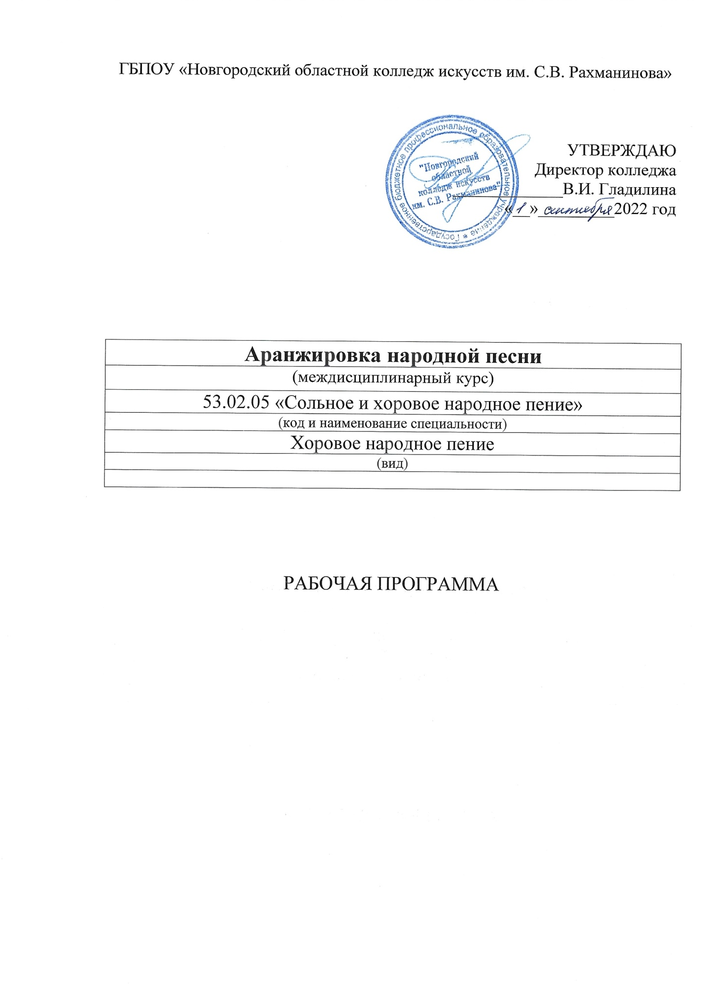 ГБПОУ «Новгородский областной колледж искусств им. С.В. Рахманинова»
УТВЕРЖДАЮ
Директор колледжа
В.И. Гладилина
«1» сентября 2022 год
Государственное бюджетное профессиональное образовательное учреждение *
"Новгородский
областной
колледж искусств
им. С.В. Рахманинова"
Аранжировка народной песни
(междисциплинарный курс)
53.02.05 «Сольное и хоровое народное пение»
(код и наименование специальности)
Хоровое народное пение
(вид)
РАБОЧАЯ ПРОГРАММА